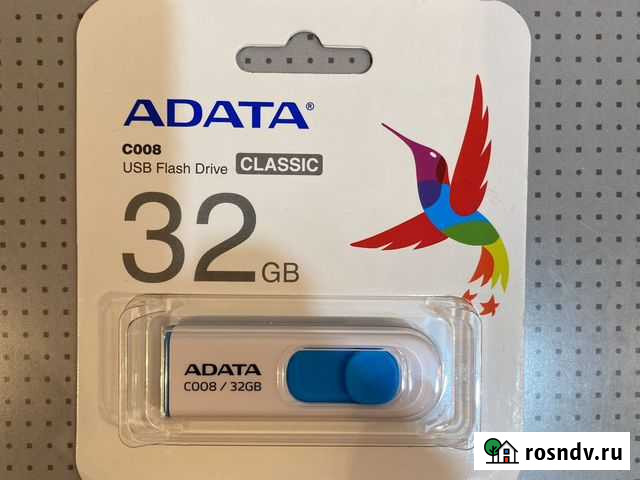 ADATA®
C008
USB Flash Drive CLASSIC
32GB
ADATA
C008 / 32GB
rosndv.ru